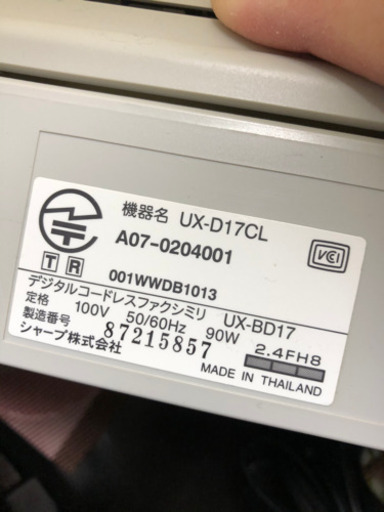 機器名 UX-D17CL
A07-0204001
VCI
T R
001WWDB1013
デジタルコードレスファクシミリ UX-BD17
定格 100V 50/60Hz 90W 2.4FH8
製造番号 87215857
シャープ株式会社 MADE IN THAILAND